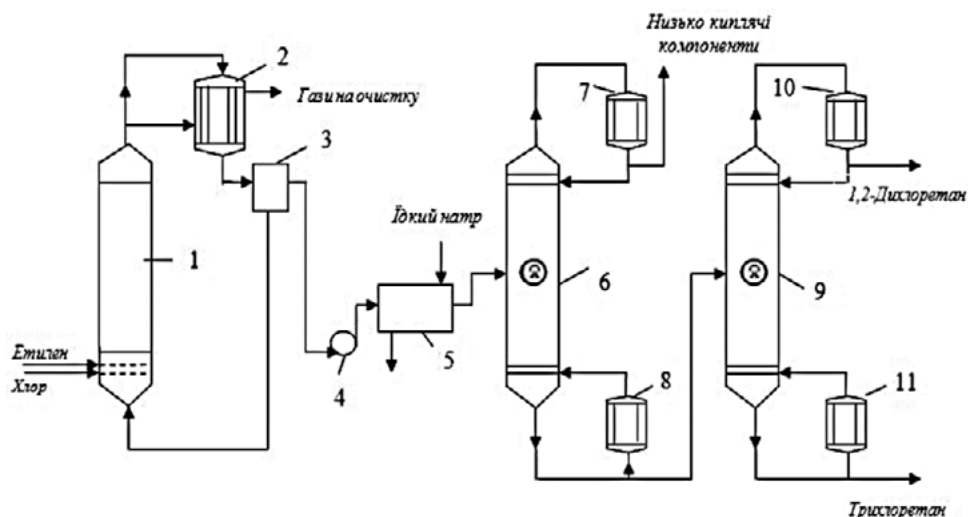 Низько киплячі
компоненти
2
7
10
Гази на очистку
3
1,2-Дихлоретан
Їдкий натр
1
6
9
Етилен
Хлор
4
5
8
11
Трихлоретан